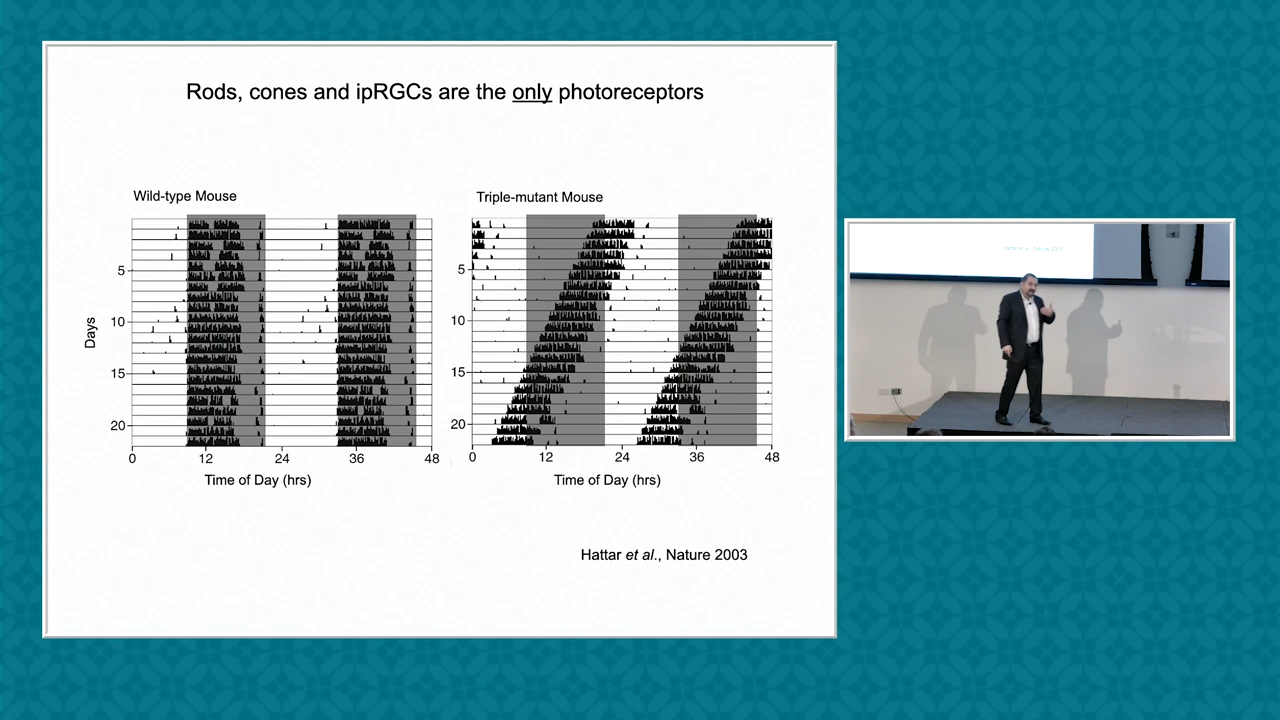 Rods, cones and ipRGCs are the only photoreceptors
Wild-type Mouse
Triple-mutant Mouse
Days
5
10
15
20
0 12 24 36 48
Time of Day (hrs)
5
10
15
20
0 12 24 36 48
Time of Day (hrs)
Hattar et al., Nature 2003